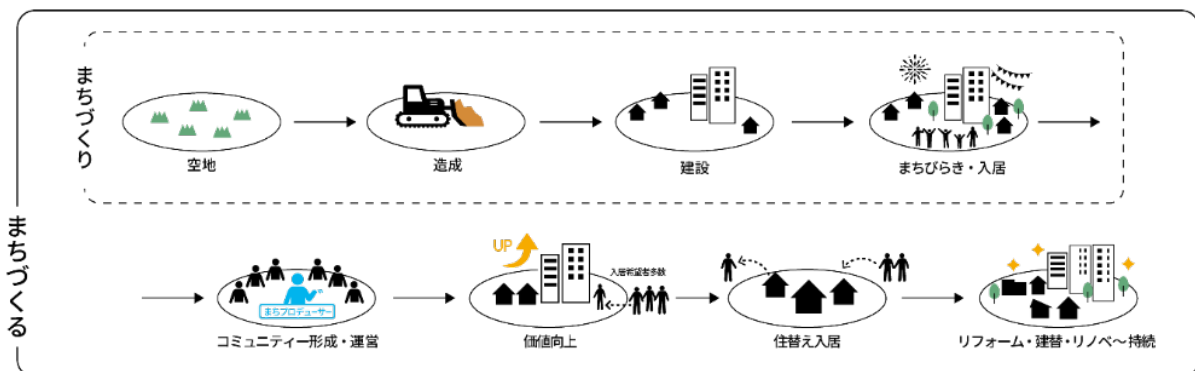 まちづくり
空地
造成
建設
まちびらき・入居
まちづくる
UP
入居希望者多数
まちプロデューサー
コミュニティー形成・運営
価値向上
住替え入居
リフォーム・建替・リノベ～持続